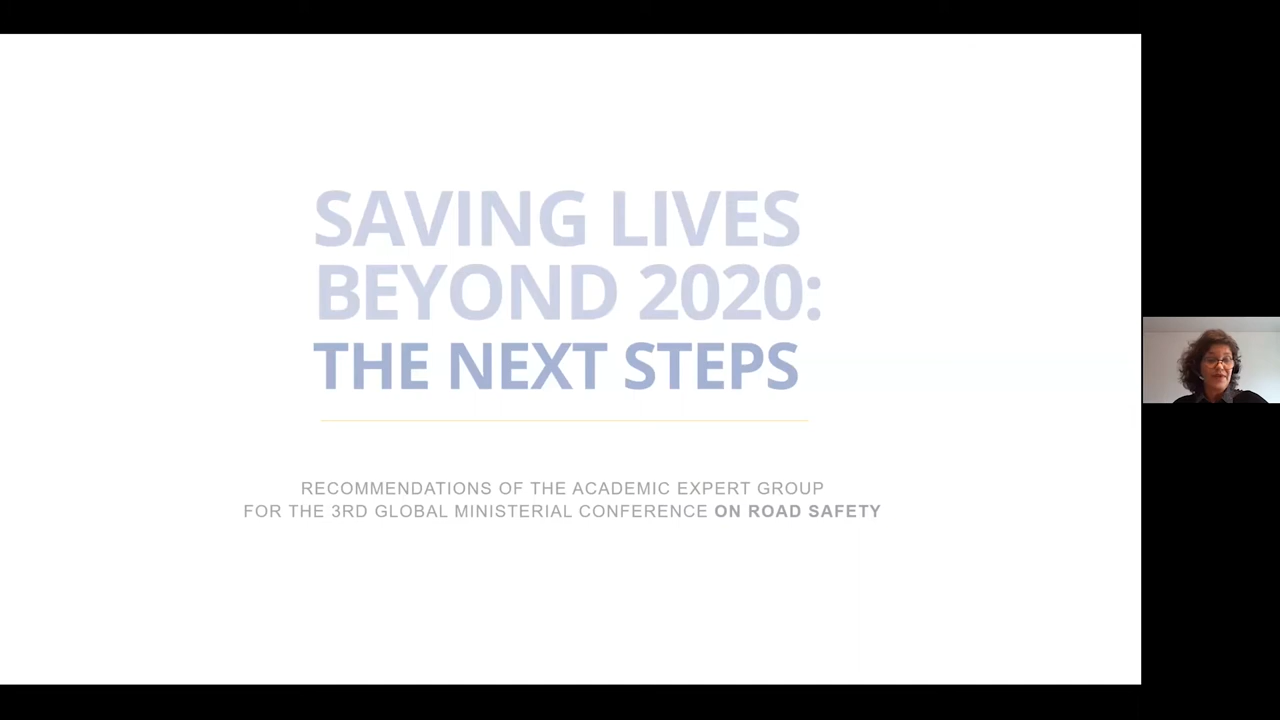 SAVING LIVES
BEYOND 2020:
THE NEXT STEPS
RECOMMENDATIONS OF THE ACADEMIC EXPERT GROUP
FOR THE 3RD GLOBAL MINISTERIAL CONFERENCE ON ROAD SAFETY